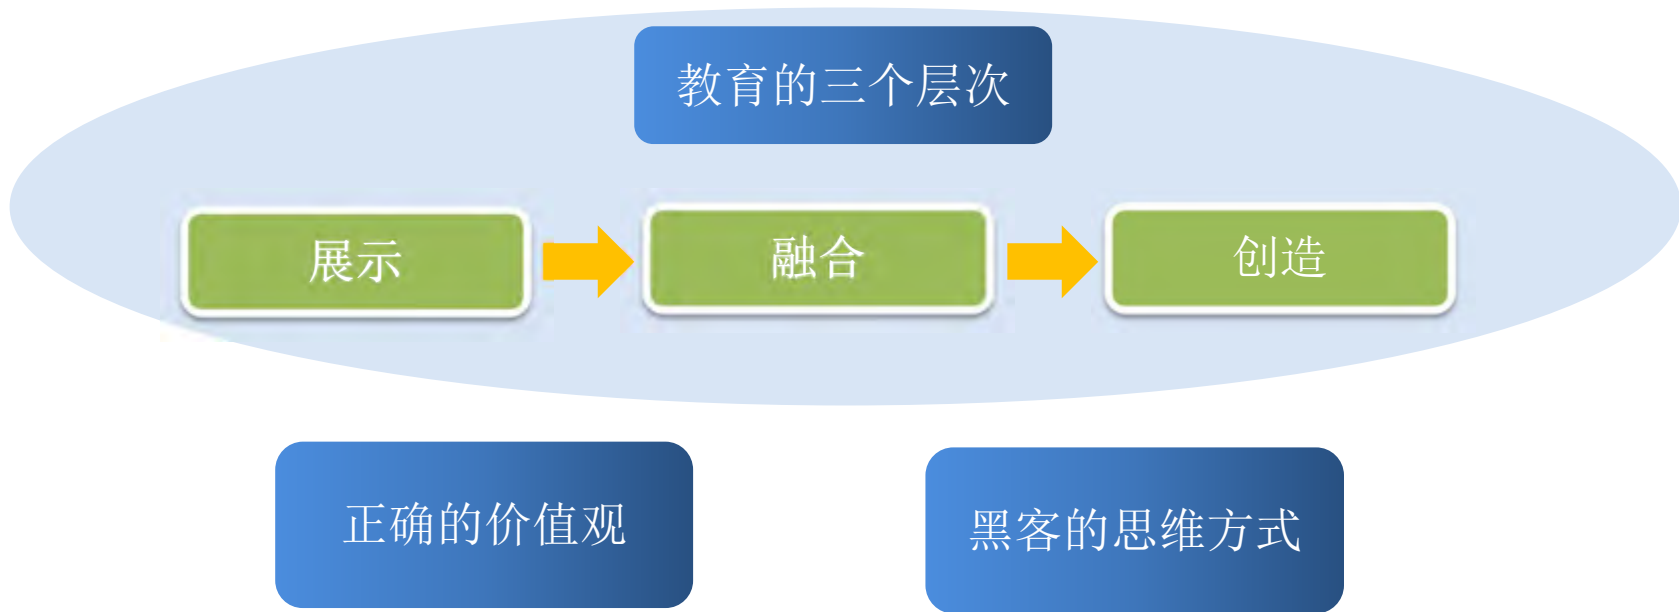 教育的三个层次
展示
融合
创造
正确的价值观
黑客的思维方式